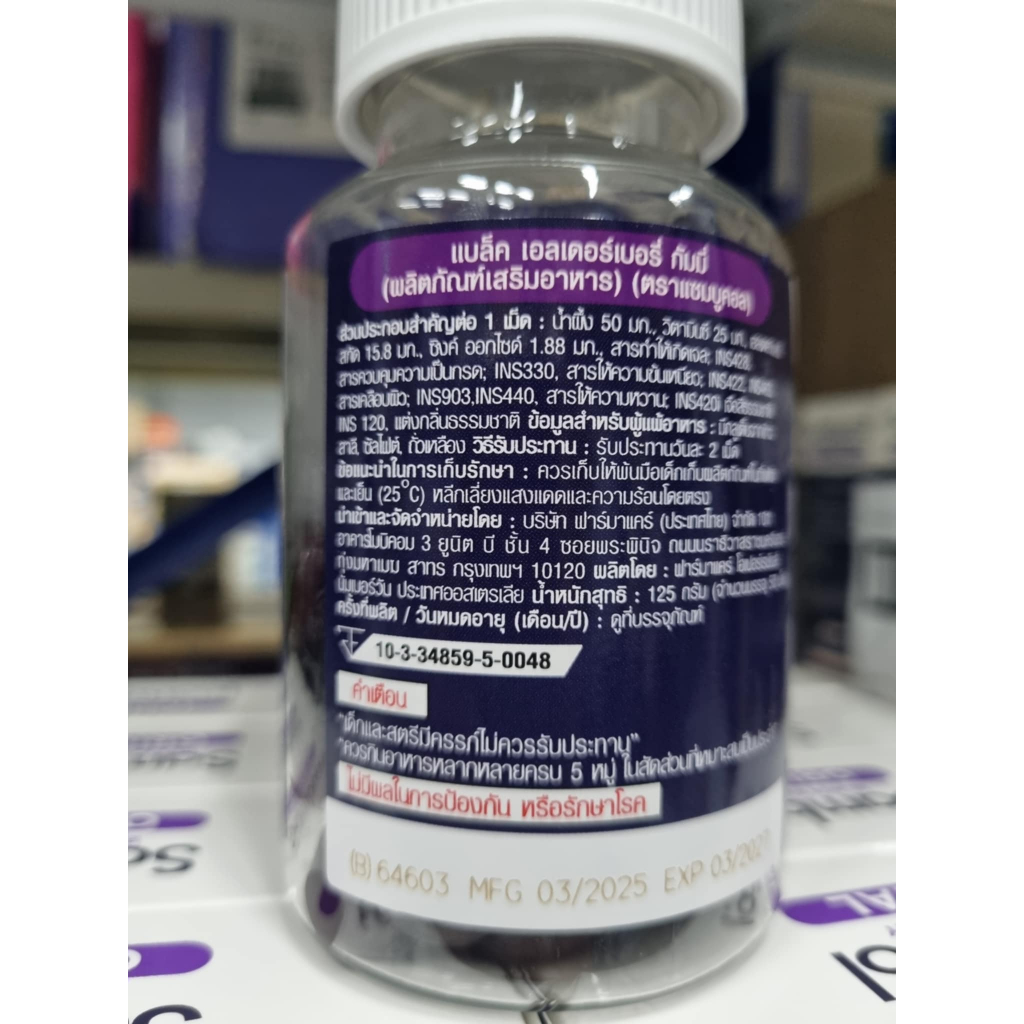 แบล็ค เอลเดอร์เบอร์รี่ กัมมี่
(ผลิตภัณฑ์เสริมอาหาร) (ตราแซมบูคอล)
ส่วนประกอบสำคัญต่อ 1 เม็ด : น้ำผึ้ง 50 มก., วิตามินซี 25 มก.,
สกัด 15.8 มก., ซิงค์ ออกไซด์ 1.88 มก., สารทำให้เกิดเจล; INS428,
สารควบคุมความเป็นกรด; INS330, สารให้ความข้นเหนียว; INS422,
สารเคลือบผิว; INS903,INS440, สารให้ความหวาน; INS420i
INS 120, แต่งกลิ่นธรรมชาติ ข้อมูลสำหรับผู้แพ้อาหาร :
สาลี, ซัลไฟต์, ถั่วเหลือง วิธีรับประทาน : รับประทานวันละ 2 เม็ด
ข้อแนะนำในการเก็บรักษา : ควรเก็บให้พ้นมือเด็กเก็บผลิตภัณฑ์
และเย็น (25°C) หลีกเลี่ยงแสงแดดและความร้อนโดยตรง
นำเข้าและจัดจำหน่ายโดย : บริษัท ฟาร์มาแคร์ (ประเทศไทย) จำกัด
อาคารโมบิคอม 3 ยูนิต บี ชั้น 4 ซอยพระพินิจ ถนนนราธิวาสราชนครินทร์
ทุ่งมหาเมฆ สาทร กรุงเทพฯ 10120 ผลิตโดย : ฟาร์มาแคร์
นัมเบอร์วัน ประเทศออสเตรเลีย น้ำหนักสุทธิ : 125 กรัม (จำนวนบรรจุ
ครั้งที่ผลิต / วันหมดอายุ (เดือน/ปี) : ดูที่บรรจุภัณฑ์
10-3-34859-5-0048
คำเตือน
"เด็กและสตรีมีครรภ์ไม่ควรรับประทาน"
"ควรกินอาหารหลากหลายครบ 5 หมู่ ในสัดส่วนที่เหมาะสมเป็นประจำ"
ไม่มีผลในการป้องกัน หรือรักษาโรค
(B) 64603 MFG 03/2025 EXP 03/2027